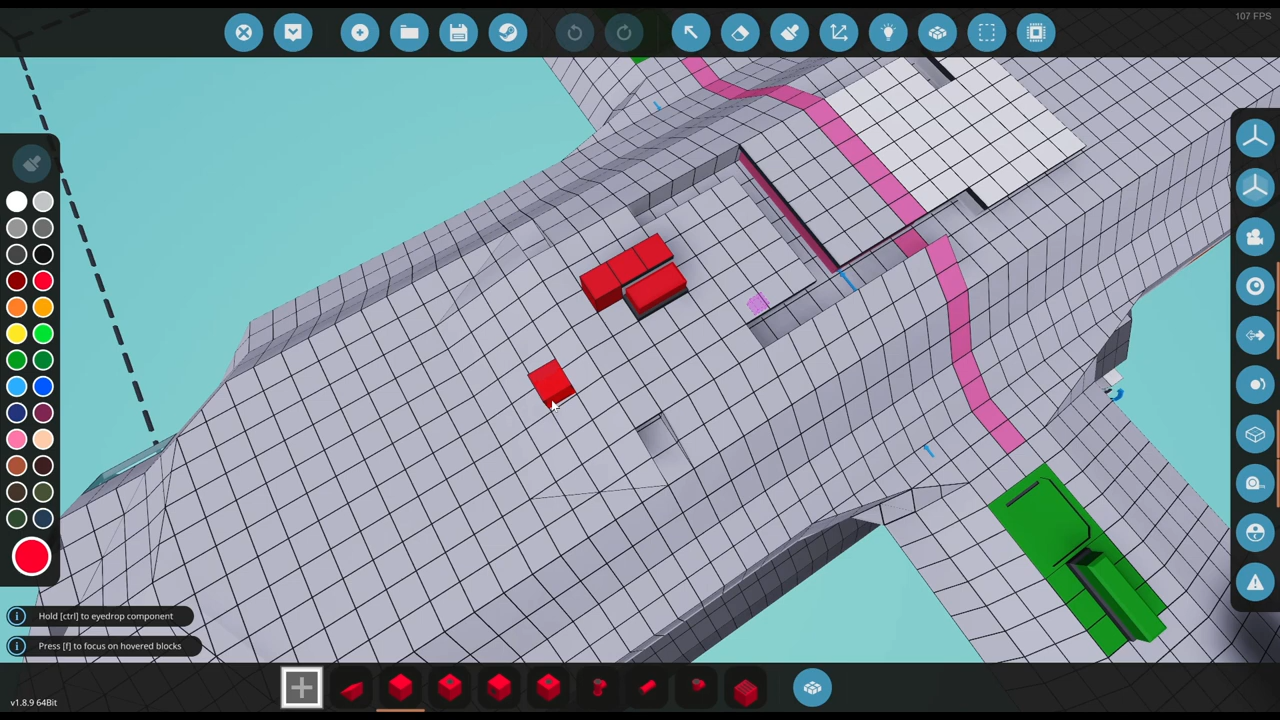 107 FPS
Hold [ctrl] to eyedrop component
Press [f] to focus on hovered blocks
v1.8.9 64Bit